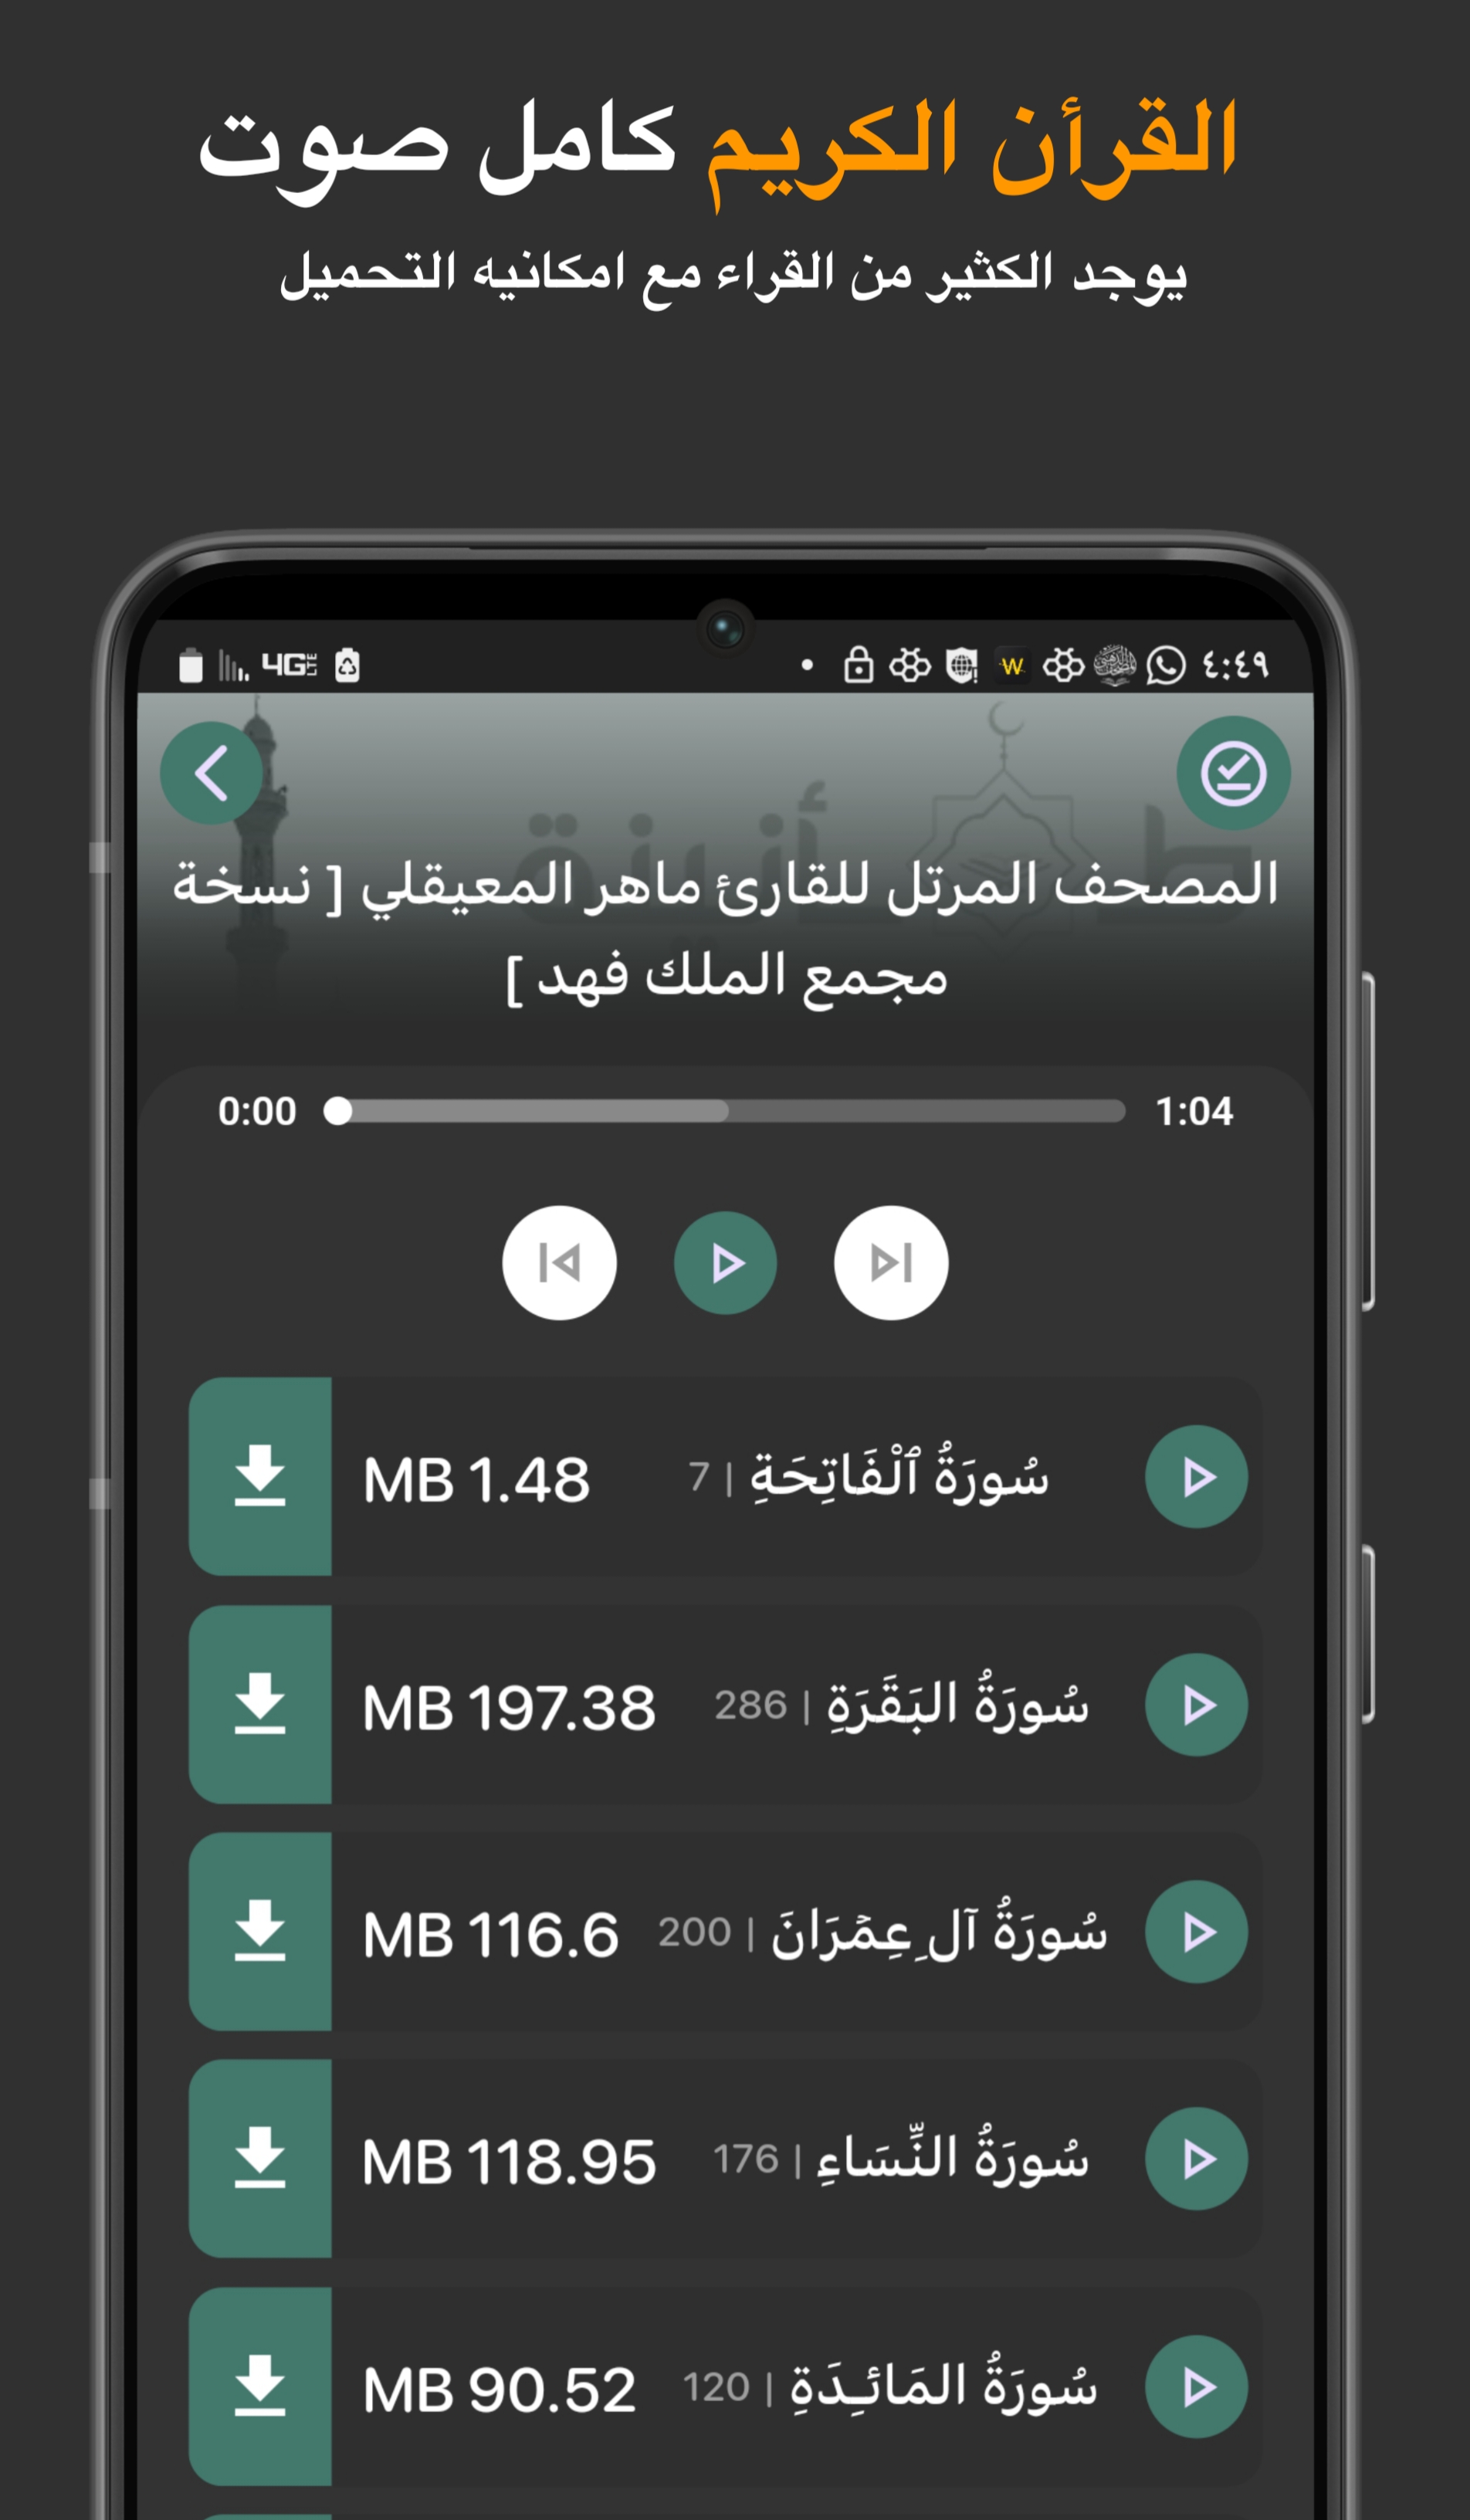 القرأن الكريم كامل صوت
يوجد الكثير من القراء مع امكانيه التحميل
4G LTE
W
٤:٤٩
المصحف المرتل للقارئ ماهر المعيقلي [ نسخة
مجمع الملك فهد ]
0:00 1:04
سُورَةُ ٱلْفَاتِحَةِ | 7 MB 1.48
سُورَةُ البَقَرَةِ | 286 MB 197.38
سُورَةُ آلِ عِمْرَانَ | 200 MB 116.6
سُورَةُ النِّسَاءِ | 176 MB 118.95
سُورَةُ المَائـِدَةِ | 120 MB 90.52